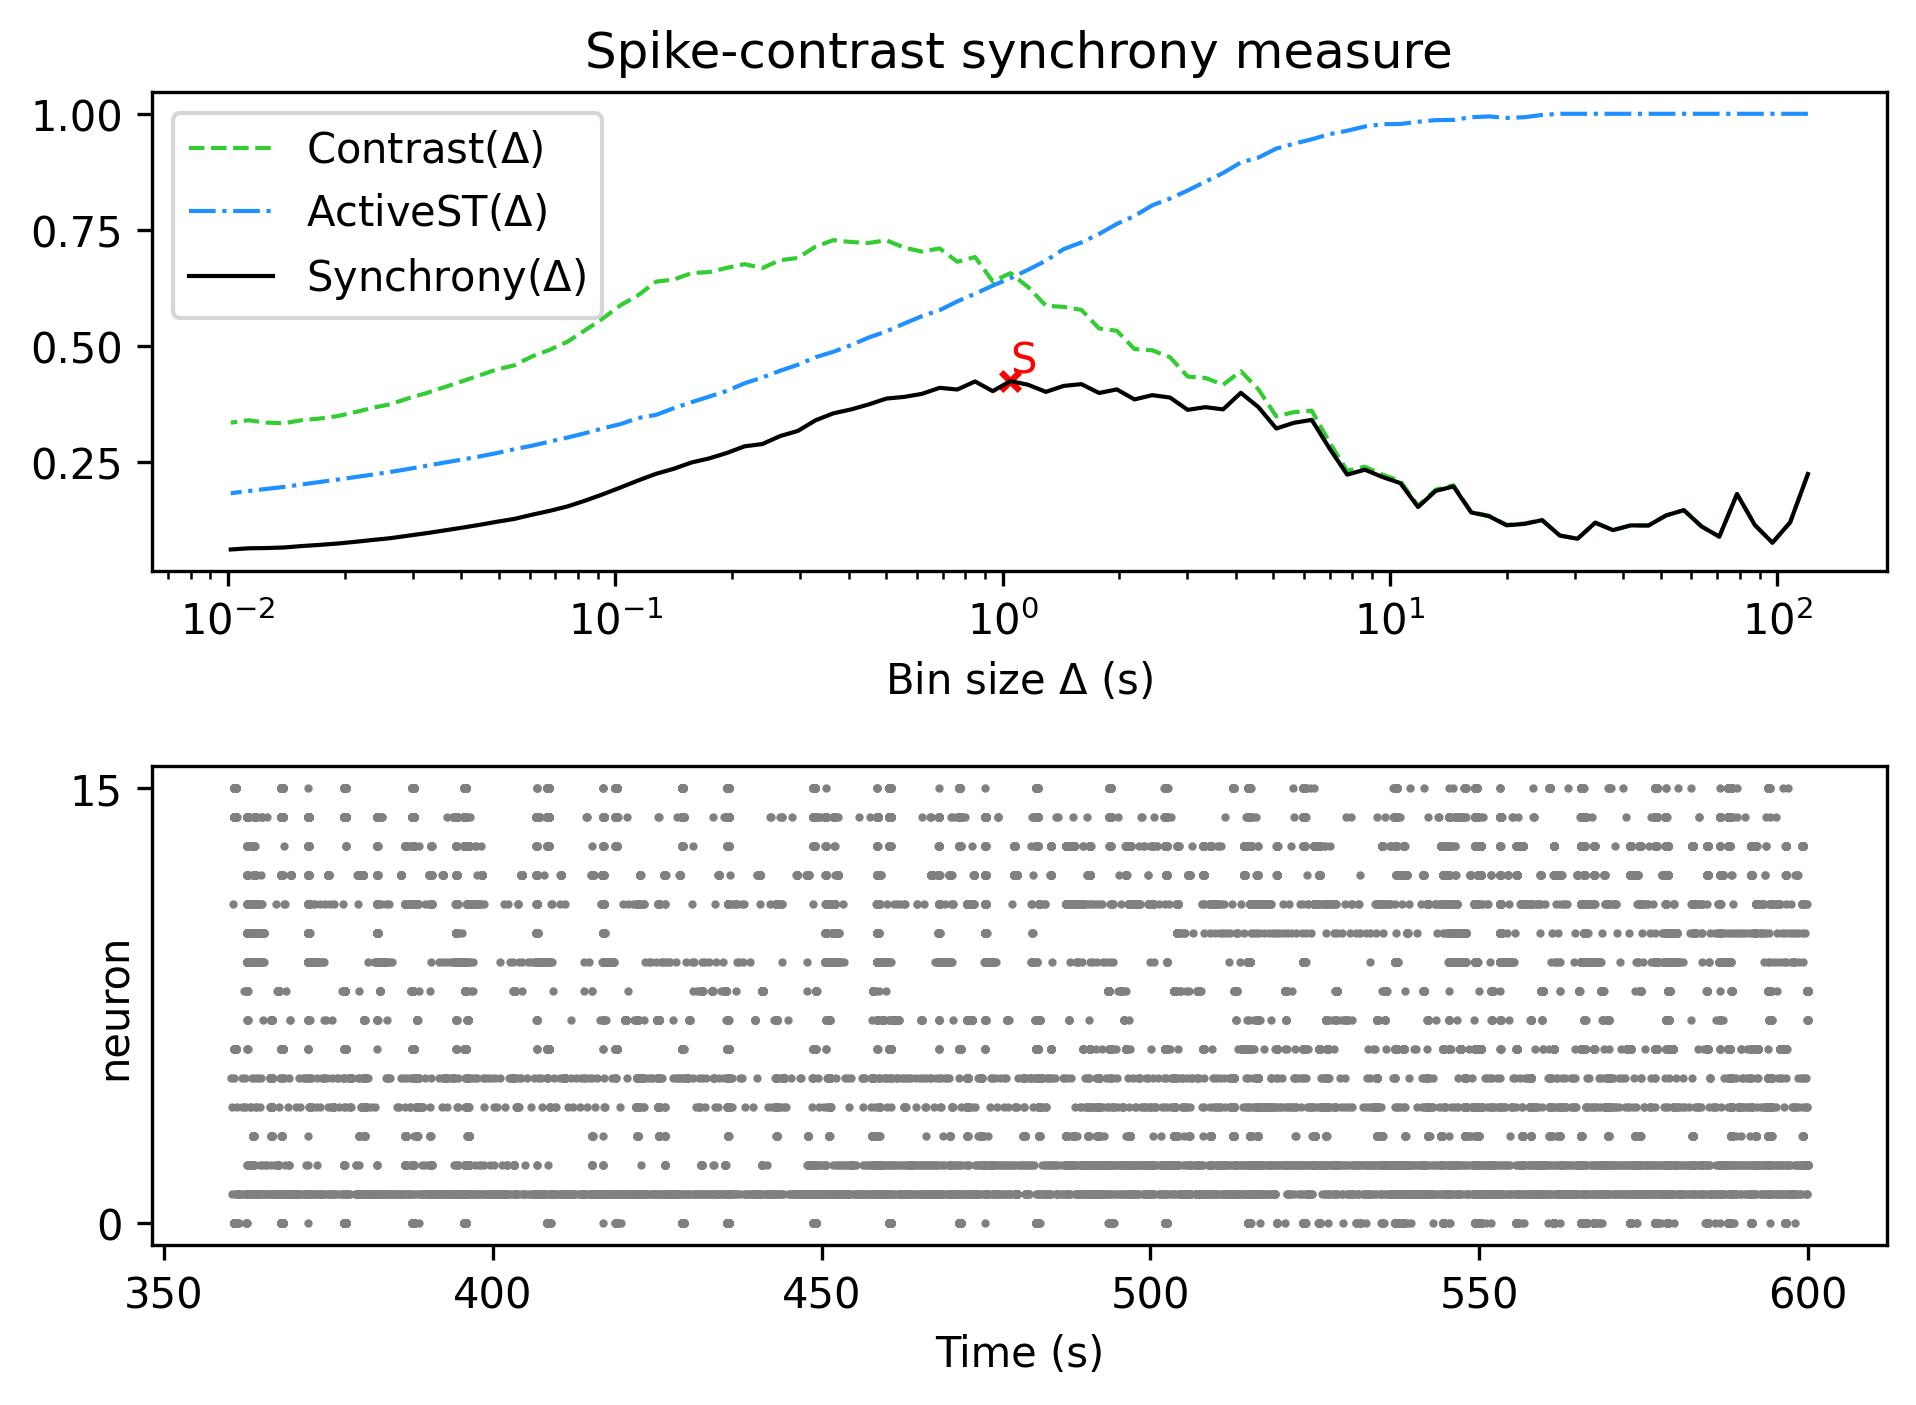 Spike-contrast synchrony measure
1.00
0.75
0.50
0.25
Contrast(Δ)
ActiveST(Δ)
Synchrony(Δ)
S
10⁻² 10⁻¹ 10⁰ 10¹ 10²
Bin size Δ (s)
15
0
neuron
350 400 450 500 550 600
Time (s)